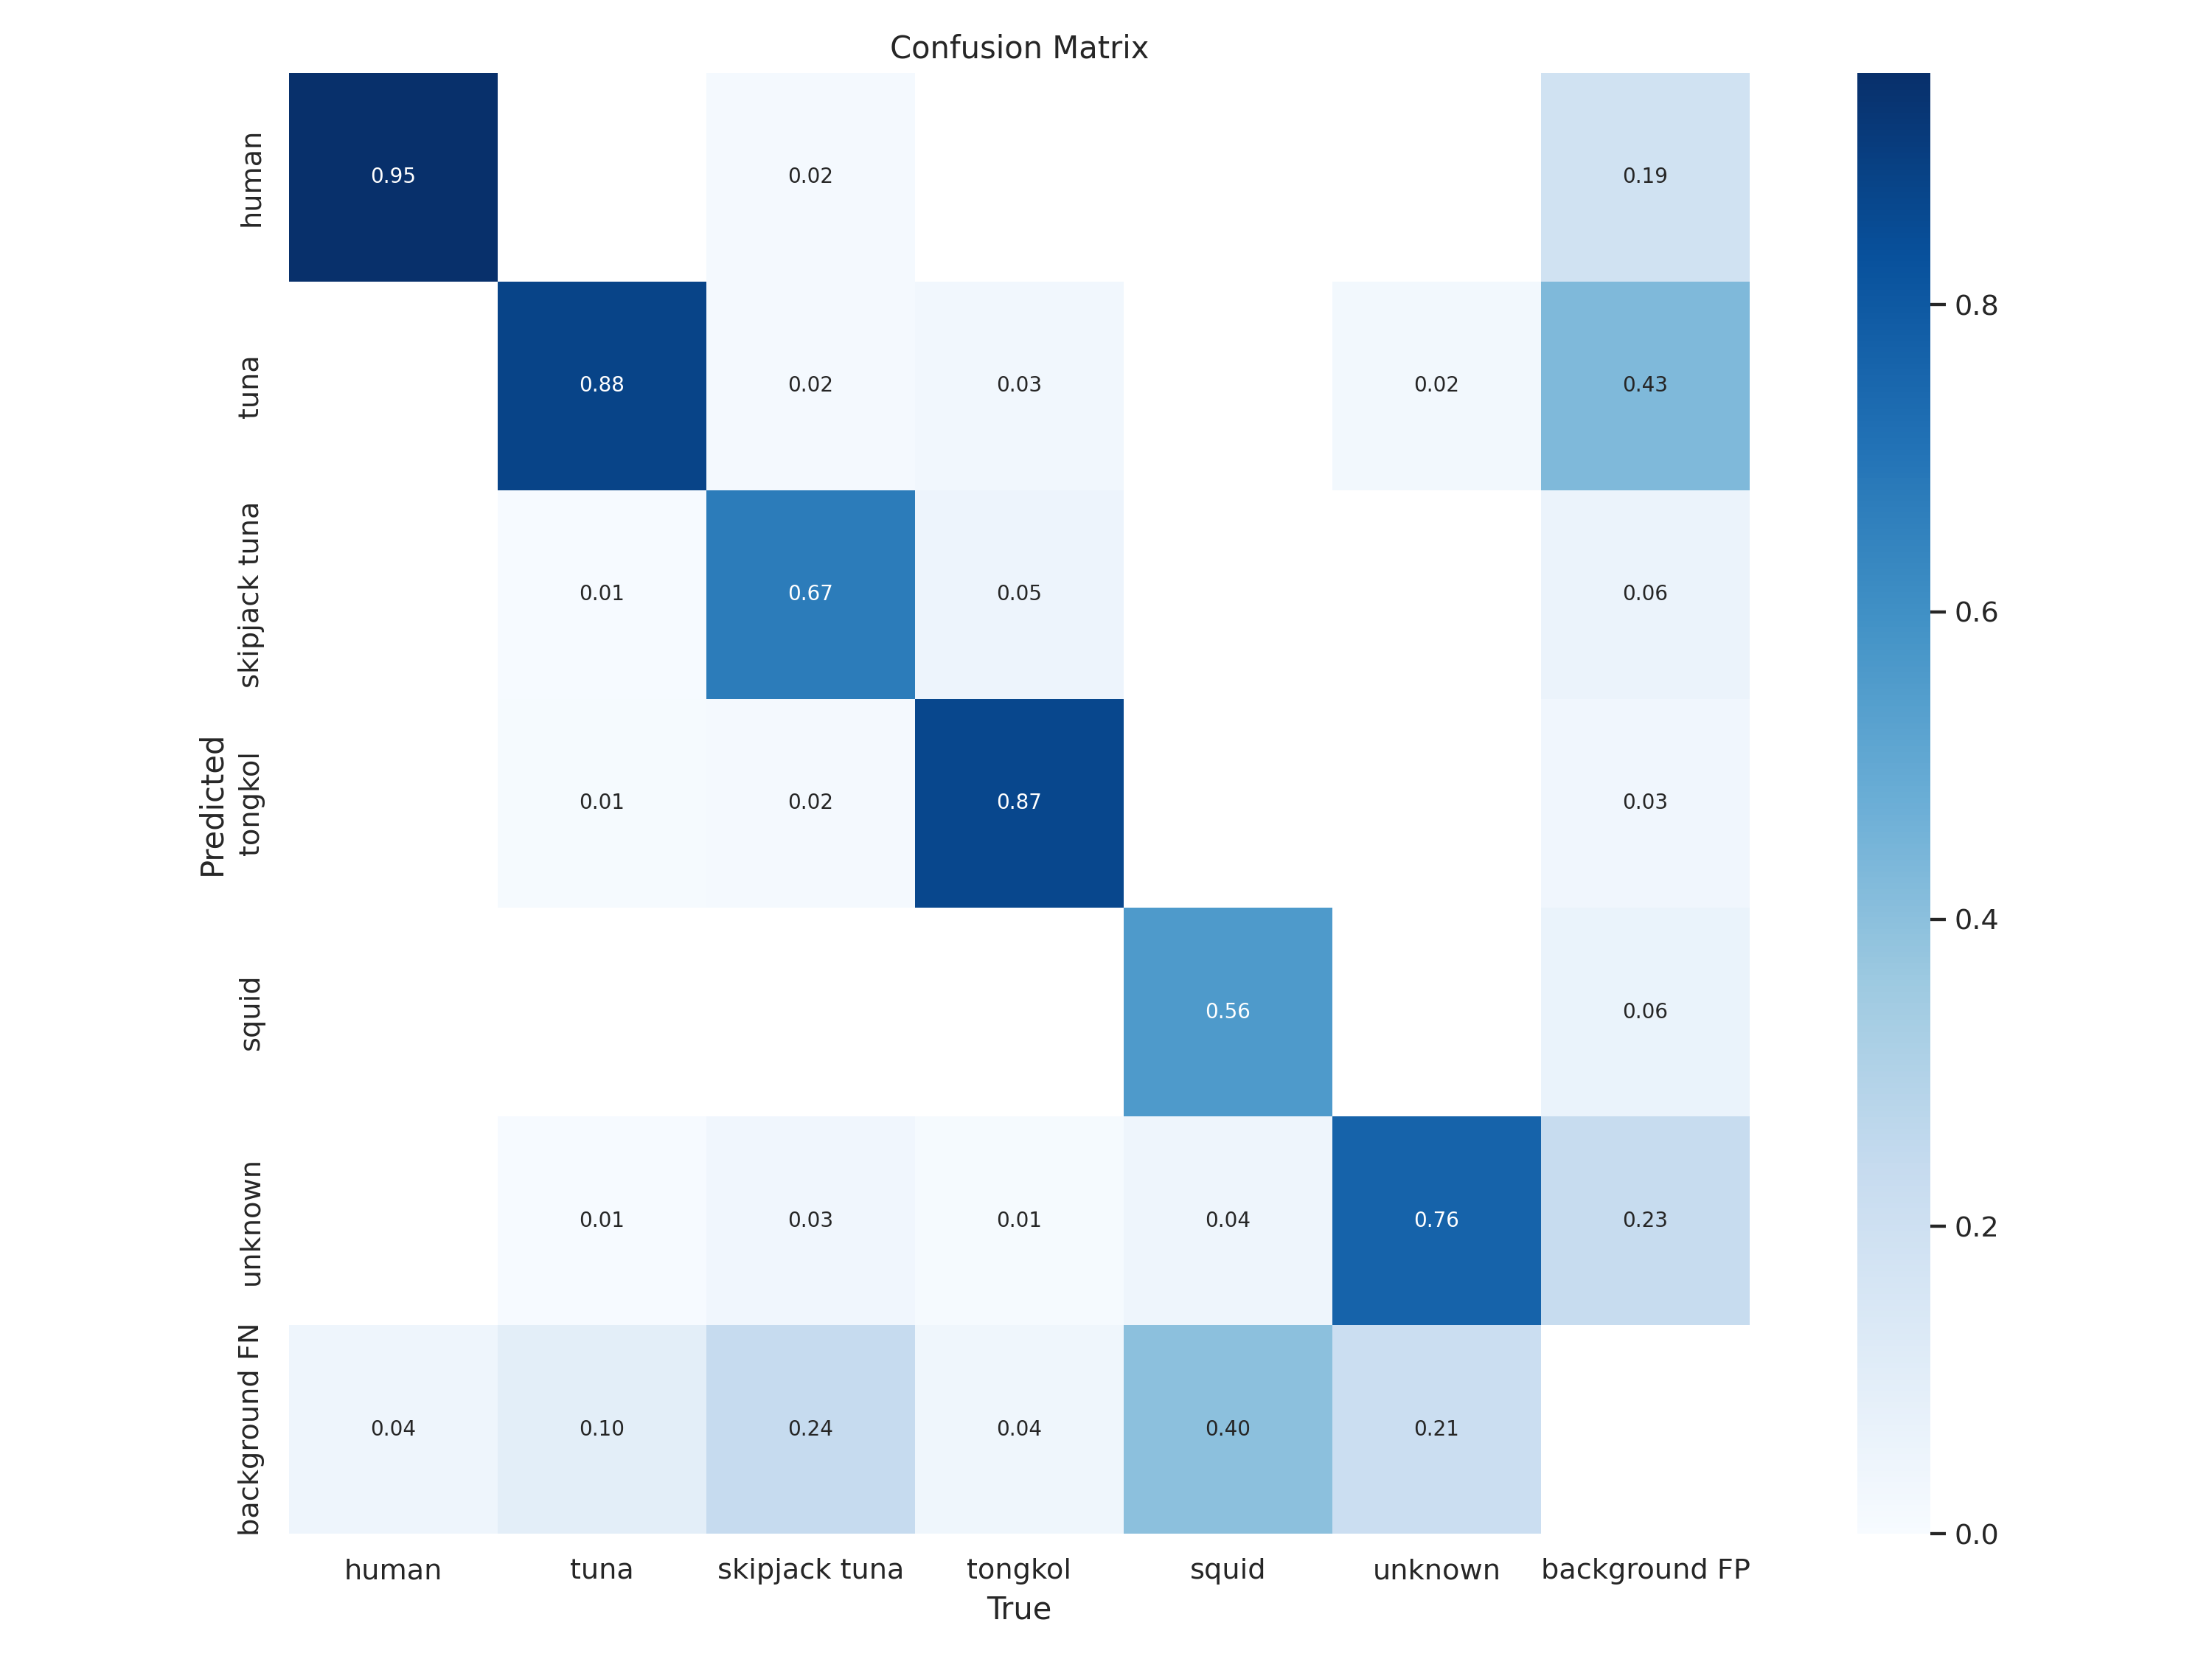 Confusion Matrix
human
0.95
0.02
0.19
0.8
tuna
0.88
0.02
0.03
0.02
0.43
skipjack tuna
0.01
0.67
0.05
0.06
0.6
Predicted
tongkol
0.01
0.02
0.87
0.03
0.4
squid
0.56
0.06
unknown
0.01
0.03
0.01
0.04
0.76
0.23
0.2
background FN
0.04
0.10
0.24
0.04
0.40
0.21
0.0
human
tuna
skipjack tuna
tongkol
squid
unknown
background FP
True